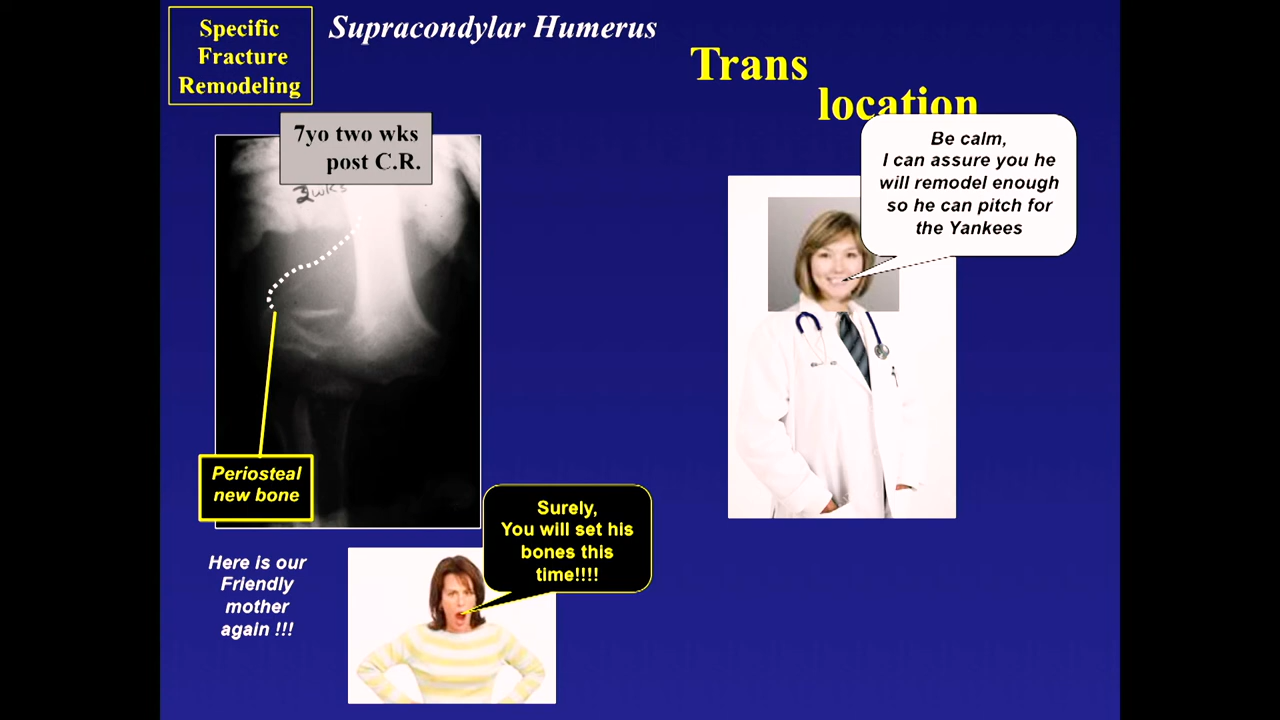 Specific
Fracture
Remodeling
Supracondylar Humerus
Trans
location
7yo two wks
post C.R.
2wks
Be calm,
I can assure you he
will remodel enough
so he can pitch for
the Yankees
Periosteal
new bone
Surely,
You will set his
bones this
time!!!!
Here is our
Friendly
mother
again !!!